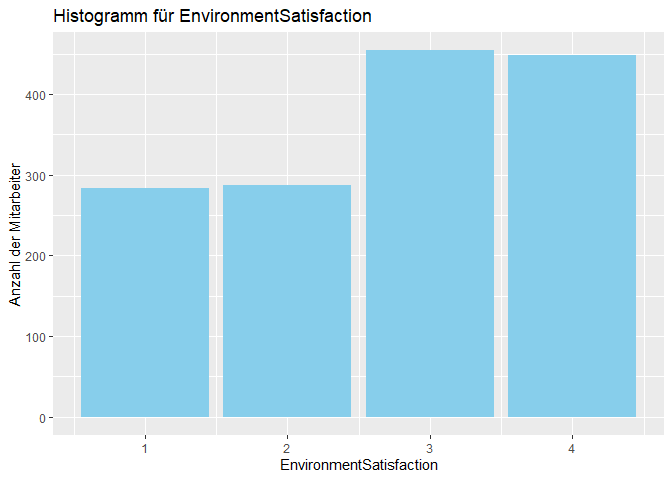 Histogramm für EnvironmentSatisfaction
Anzahl der Mitarbeiter
400
300
200
100
0
1 2 3 4
EnvironmentSatisfaction